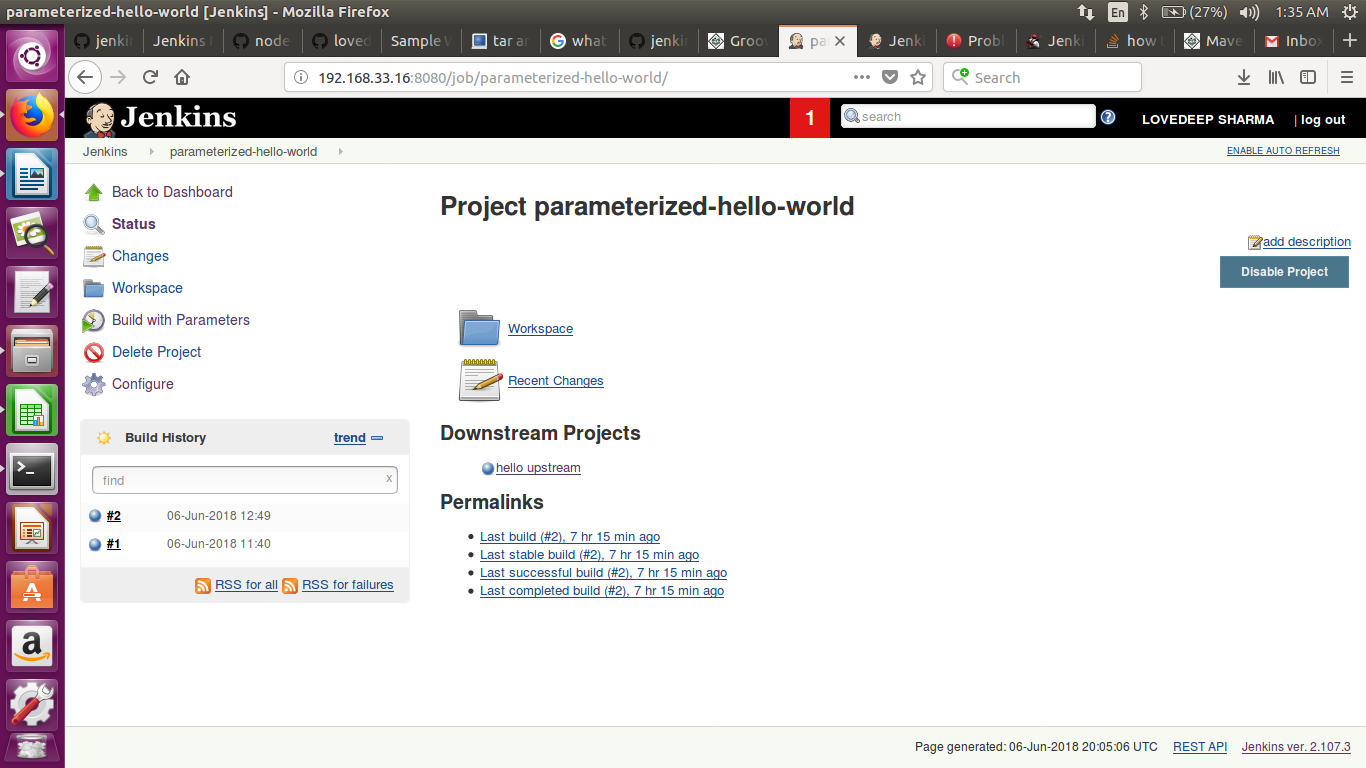 parameterized-hello-world [Jenkins] - Mozilla Firefox
En
(27%)
1:35 AM
jenki
Jenkins
node
loved
Sample W
tar an
what
jenki
Groov
pa
Jenki
Probl
Jenki
how t
Mave
Inbox
192.168.33.16:8080/job/parameterized-hello-world/
Search
Jenkins
1
search
LOVEDEEP SHARMA
| log out
Jenkins
parameterized-hello-world
ENABLE AUTO REFRESH
Back to Dashboard
Status
Changes
Workspace
Build with Parameters
Delete Project
Configure
Build History
trend
find
x
#2
06-Jun-2018 12:49
#1
06-Jun-2018 11:40
RSS for all
RSS for failures
Project parameterized-hello-world
add description
Disable Project
Workspace
Recent Changes
Downstream Projects
hello upstream
Permalinks
Last build (#2), 7 hr 15 min ago
Last stable build (#2), 7 hr 15 min ago
Last successful build (#2), 7 hr 15 min ago
Last completed build (#2), 7 hr 15 min ago
Page generated: 06-Jun-2018 20:05:06 UTC
REST API
Jenkins ver. 2.107.3